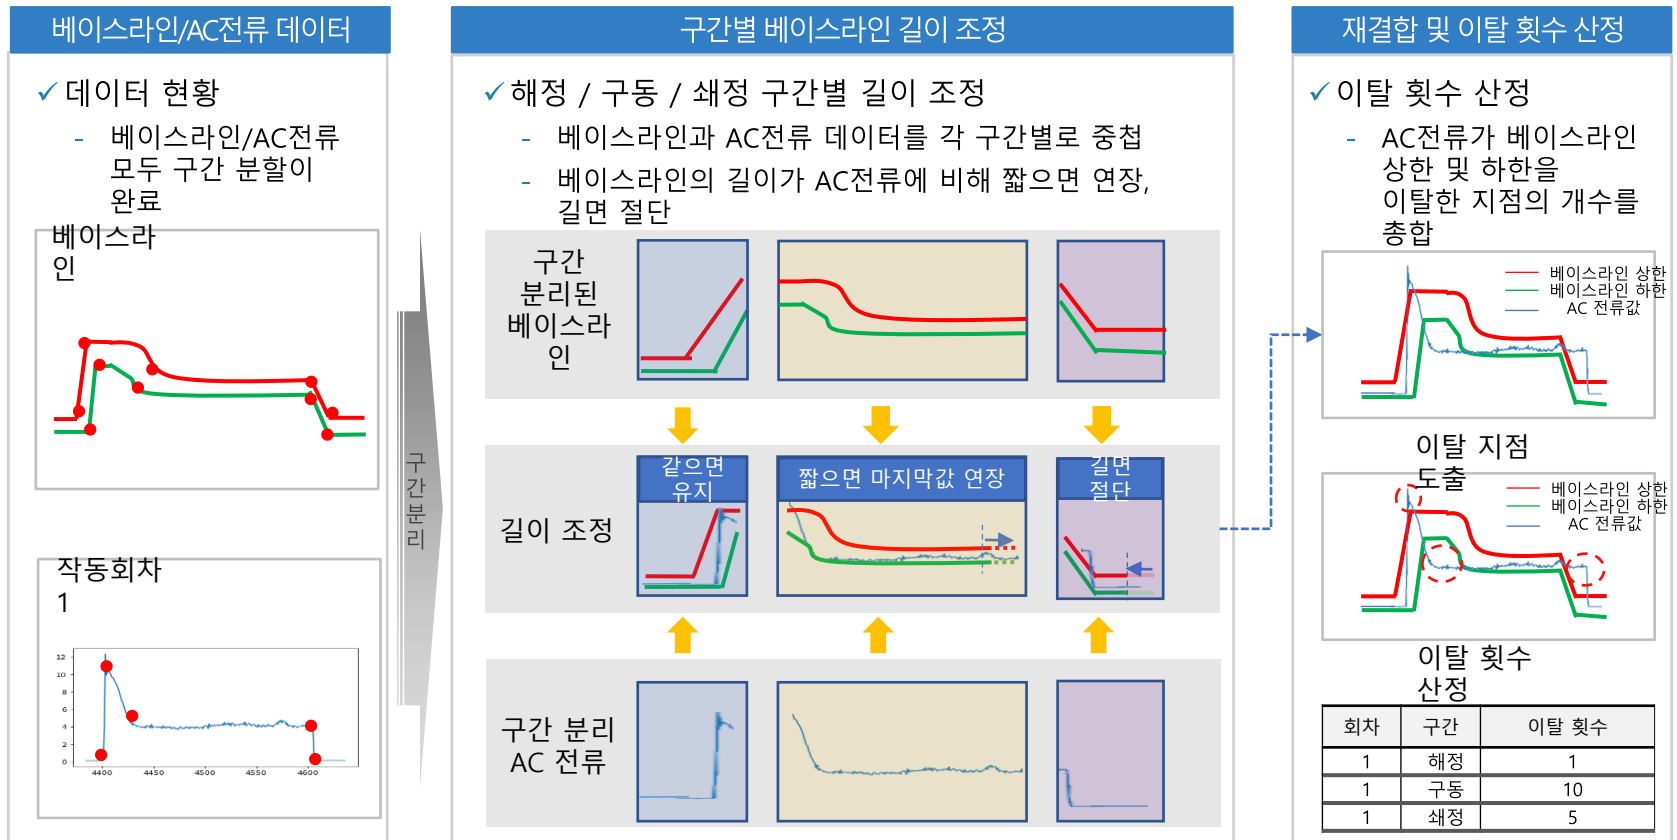 베이스라인/AC전류 데이터
✓ 데이터 현황
- 베이스라인/AC전류
모두 구간 분할이
완료
베이스라
인
작동회차
1
12
10
8
6
4
2
0
4400 4450 4500 4550 4600
구
간
분
리
구간별 베이스라인 길이 조정
✓ 해정 / 구동 / 쇄정 구간별 길이 조정
- 베이스라인과 AC전류 데이터를 각 구간별로 중첩
- 베이스라인의 길이가 AC전류에 비해 짧으면 연장,
길면 절단
구간
분리된
베이스라
인
길이 조정
같으면
유지
짧으면 마지막값 연장
길면
절단
구간 분리
AC 전류
재결합 및 이탈 횟수 산정
✓ 이탈 횟수 산정
- AC전류가 베이스라인
상한 및 하한을
이탈한 지점의 개수를
총합
베이스라인 상한
베이스라인 하한
AC 전류값
이탈 지점
도출
베이스라인 상한
베이스라인 하한
AC 전류값
이탈 횟수
산정
회차 구간 이탈 횟수
1 해정 1
1 구동 10
1 쇄정 5